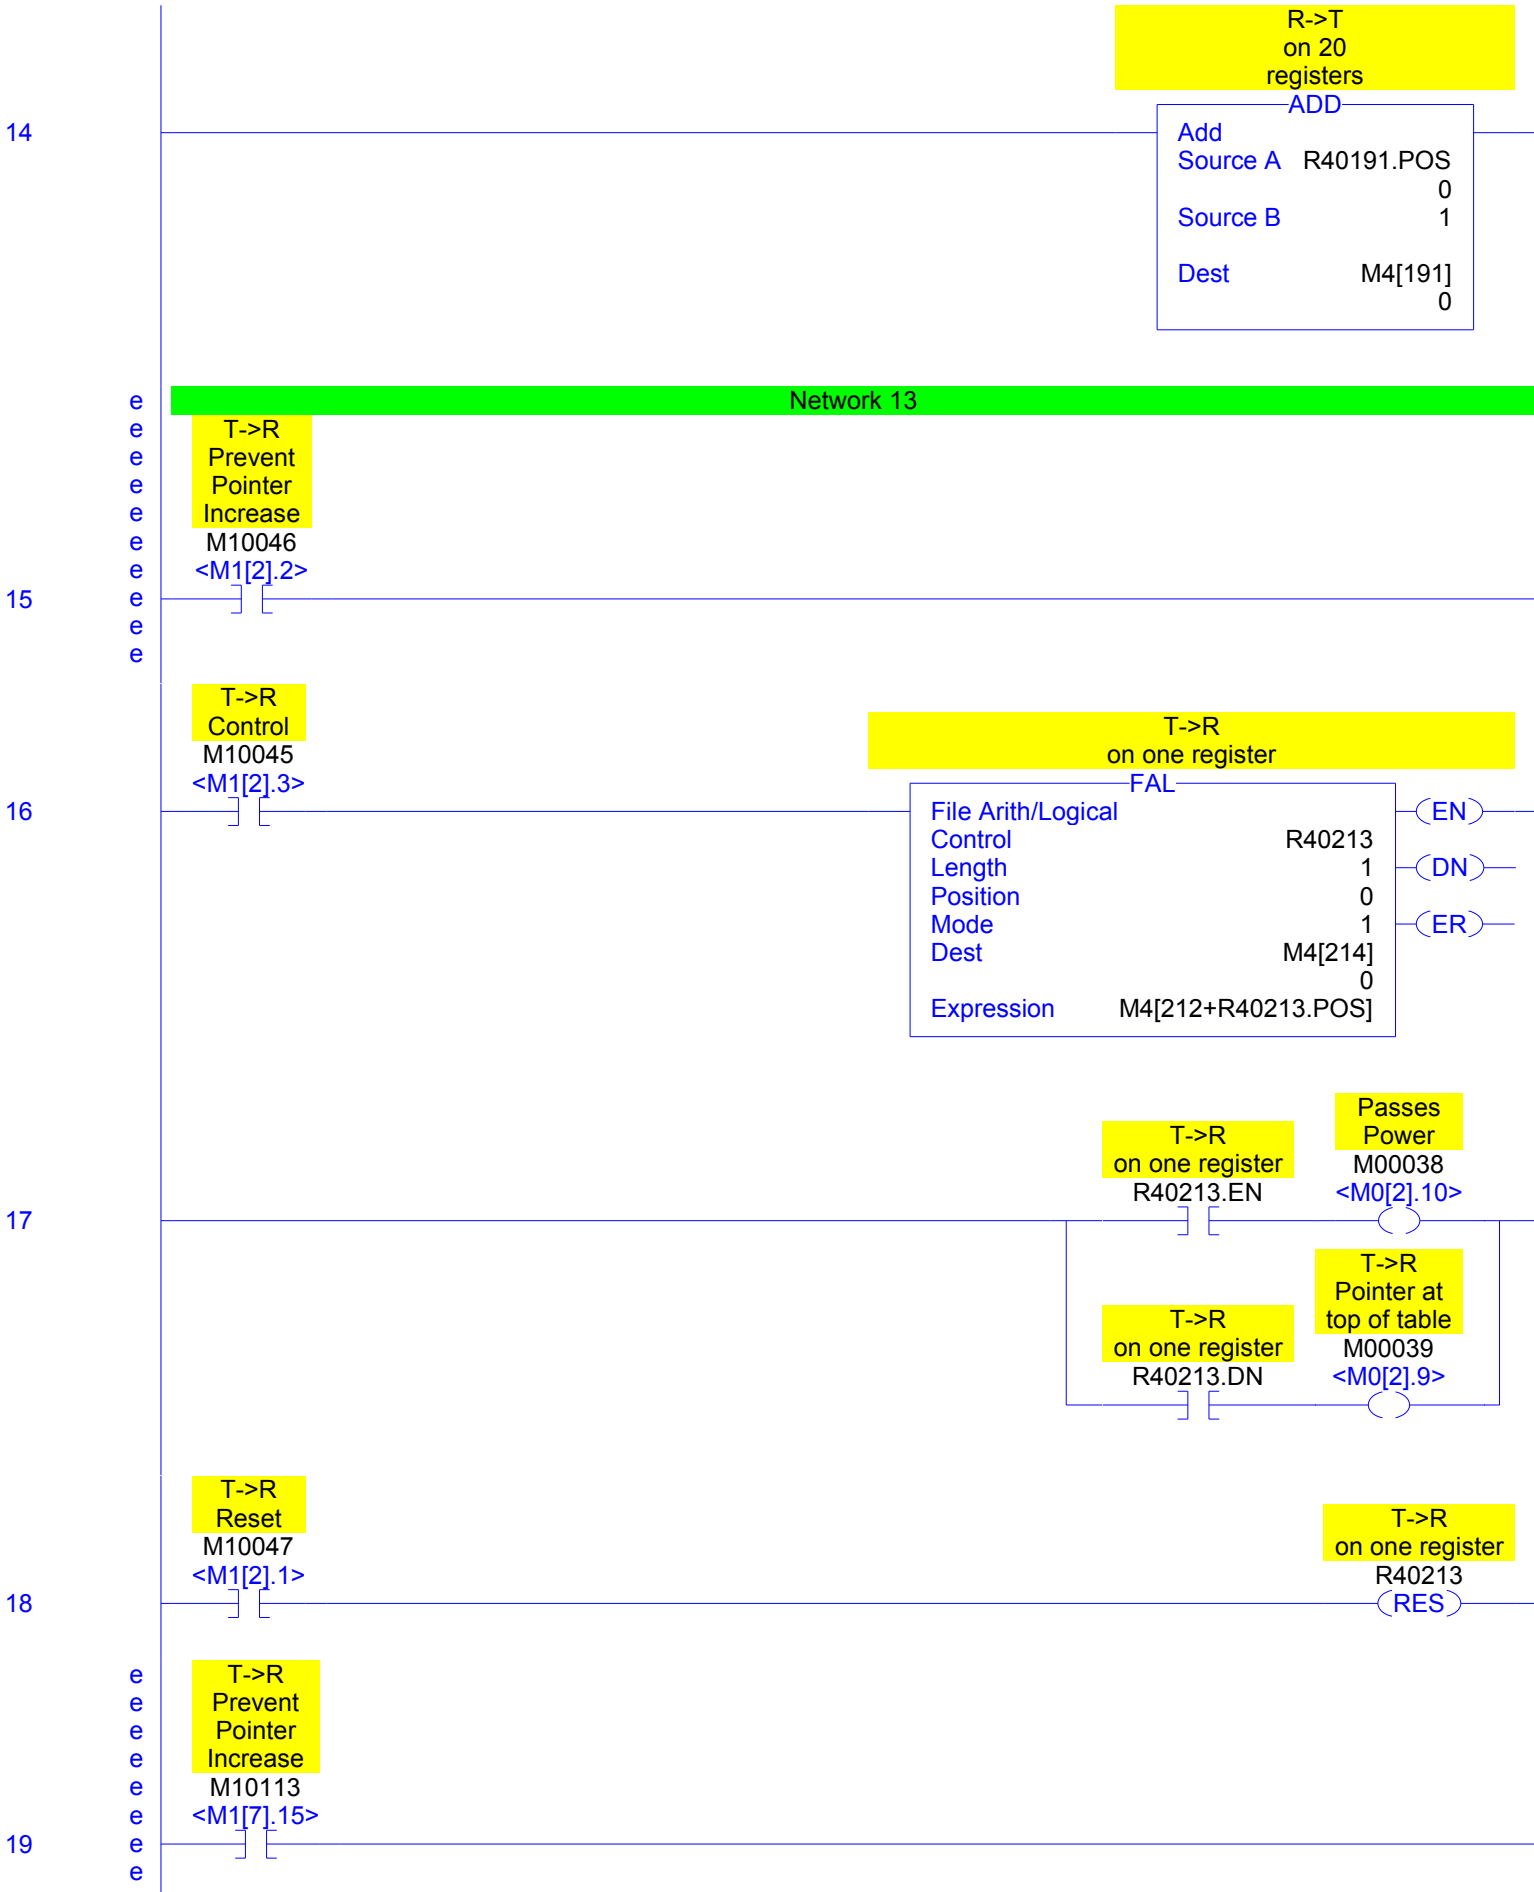 R->T
on 20
registers
ADD
14
Add
Source A R40191.POS
0
Source B 1
Dest M4[191]
0
e Network 13
e T->R
e Prevent
e Pointer
e Increase
e M10046
e <M1[2].2>
15 e
e
e
T->R
Control
M10045
<M1[2].3>
T->R
on one register
FAL
16
File Arith/Logical (EN)
Control R40213
Length 1 (DN)
Position 0
Mode 1 (ER)
Dest M4[214]
0
Expression M4[212+R40213.POS]
T->R
on one register
R40213.EN
Passes
Power
M00038
<M0[2].10>
17
T->R
on one register
R40213.DN
T->R
Pointer at
top of table
M00039
<M0[2].9>
T->R
Reset
M10047
<M1[2].1>
T->R
on one register
R40213
18 (RES)
e T->R
e Prevent
e Pointer
e Increase
e M10113
e <M1[7].15>
19 e
e